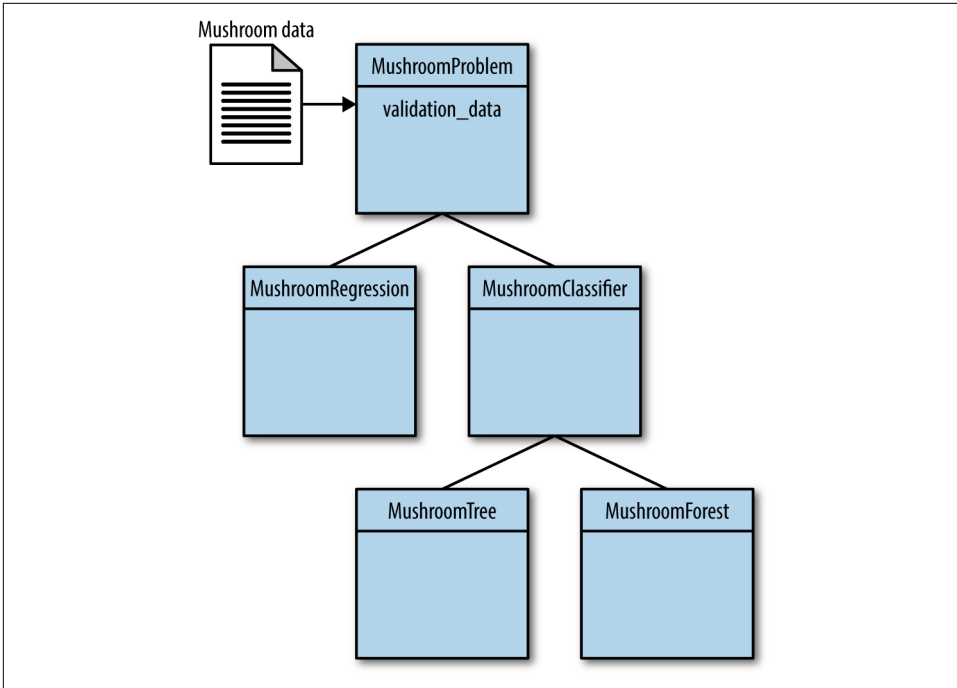 Mushroom data
MushroomProblem
validation_data
MushroomRegression
MushroomClassifier
MushroomTree
MushroomForest